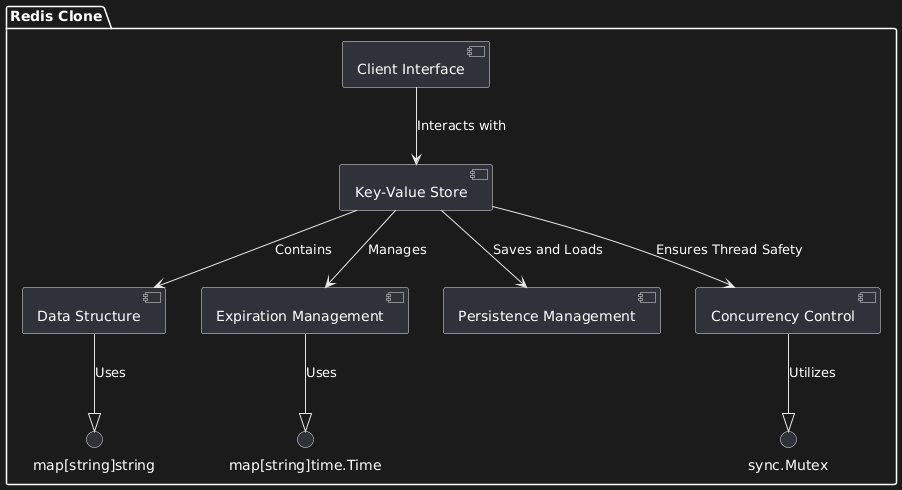 Redis Clone
Client Interface
Interacts with
Key-Value Store
Contains
Manages
Saves and Loads
Ensures Thread Safety
Data Structure
Expiration Management
Persistence Management
Concurrency Control
Uses
Uses
Utilizes
map[string]string
map[string]time.Time
sync.Mutex